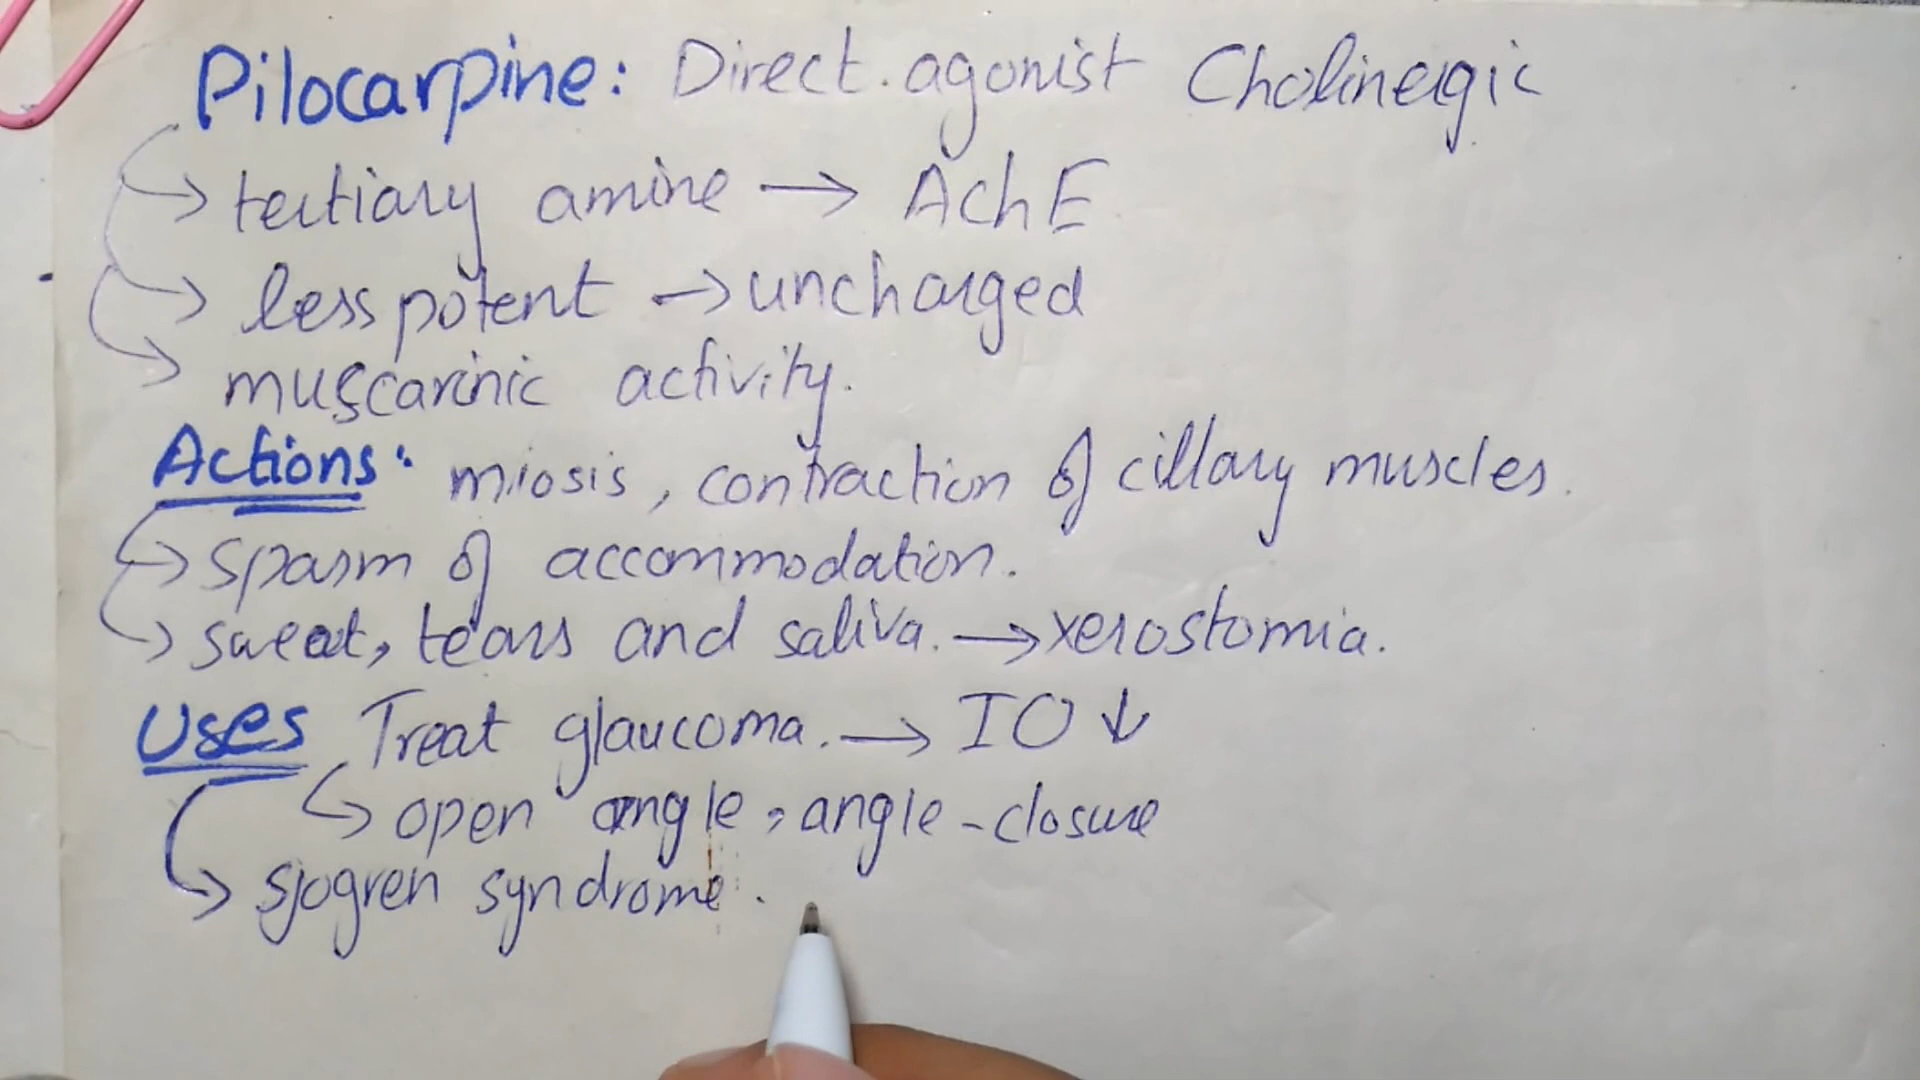 Pilocarpine: Direct.agonist Cholinergic
→ tertiary amine → AchE
→ less potent → uncharged
→ muscarinic activity.
Actions: miosis, contraction of cillary muscles.
→ spasm of accommodation.
→ sweat, tears and saliva. → xerostomia.
Uses Treat glaucoma. → IO ↓
→ open angle, angle-closure
→ sjogren syndrome.